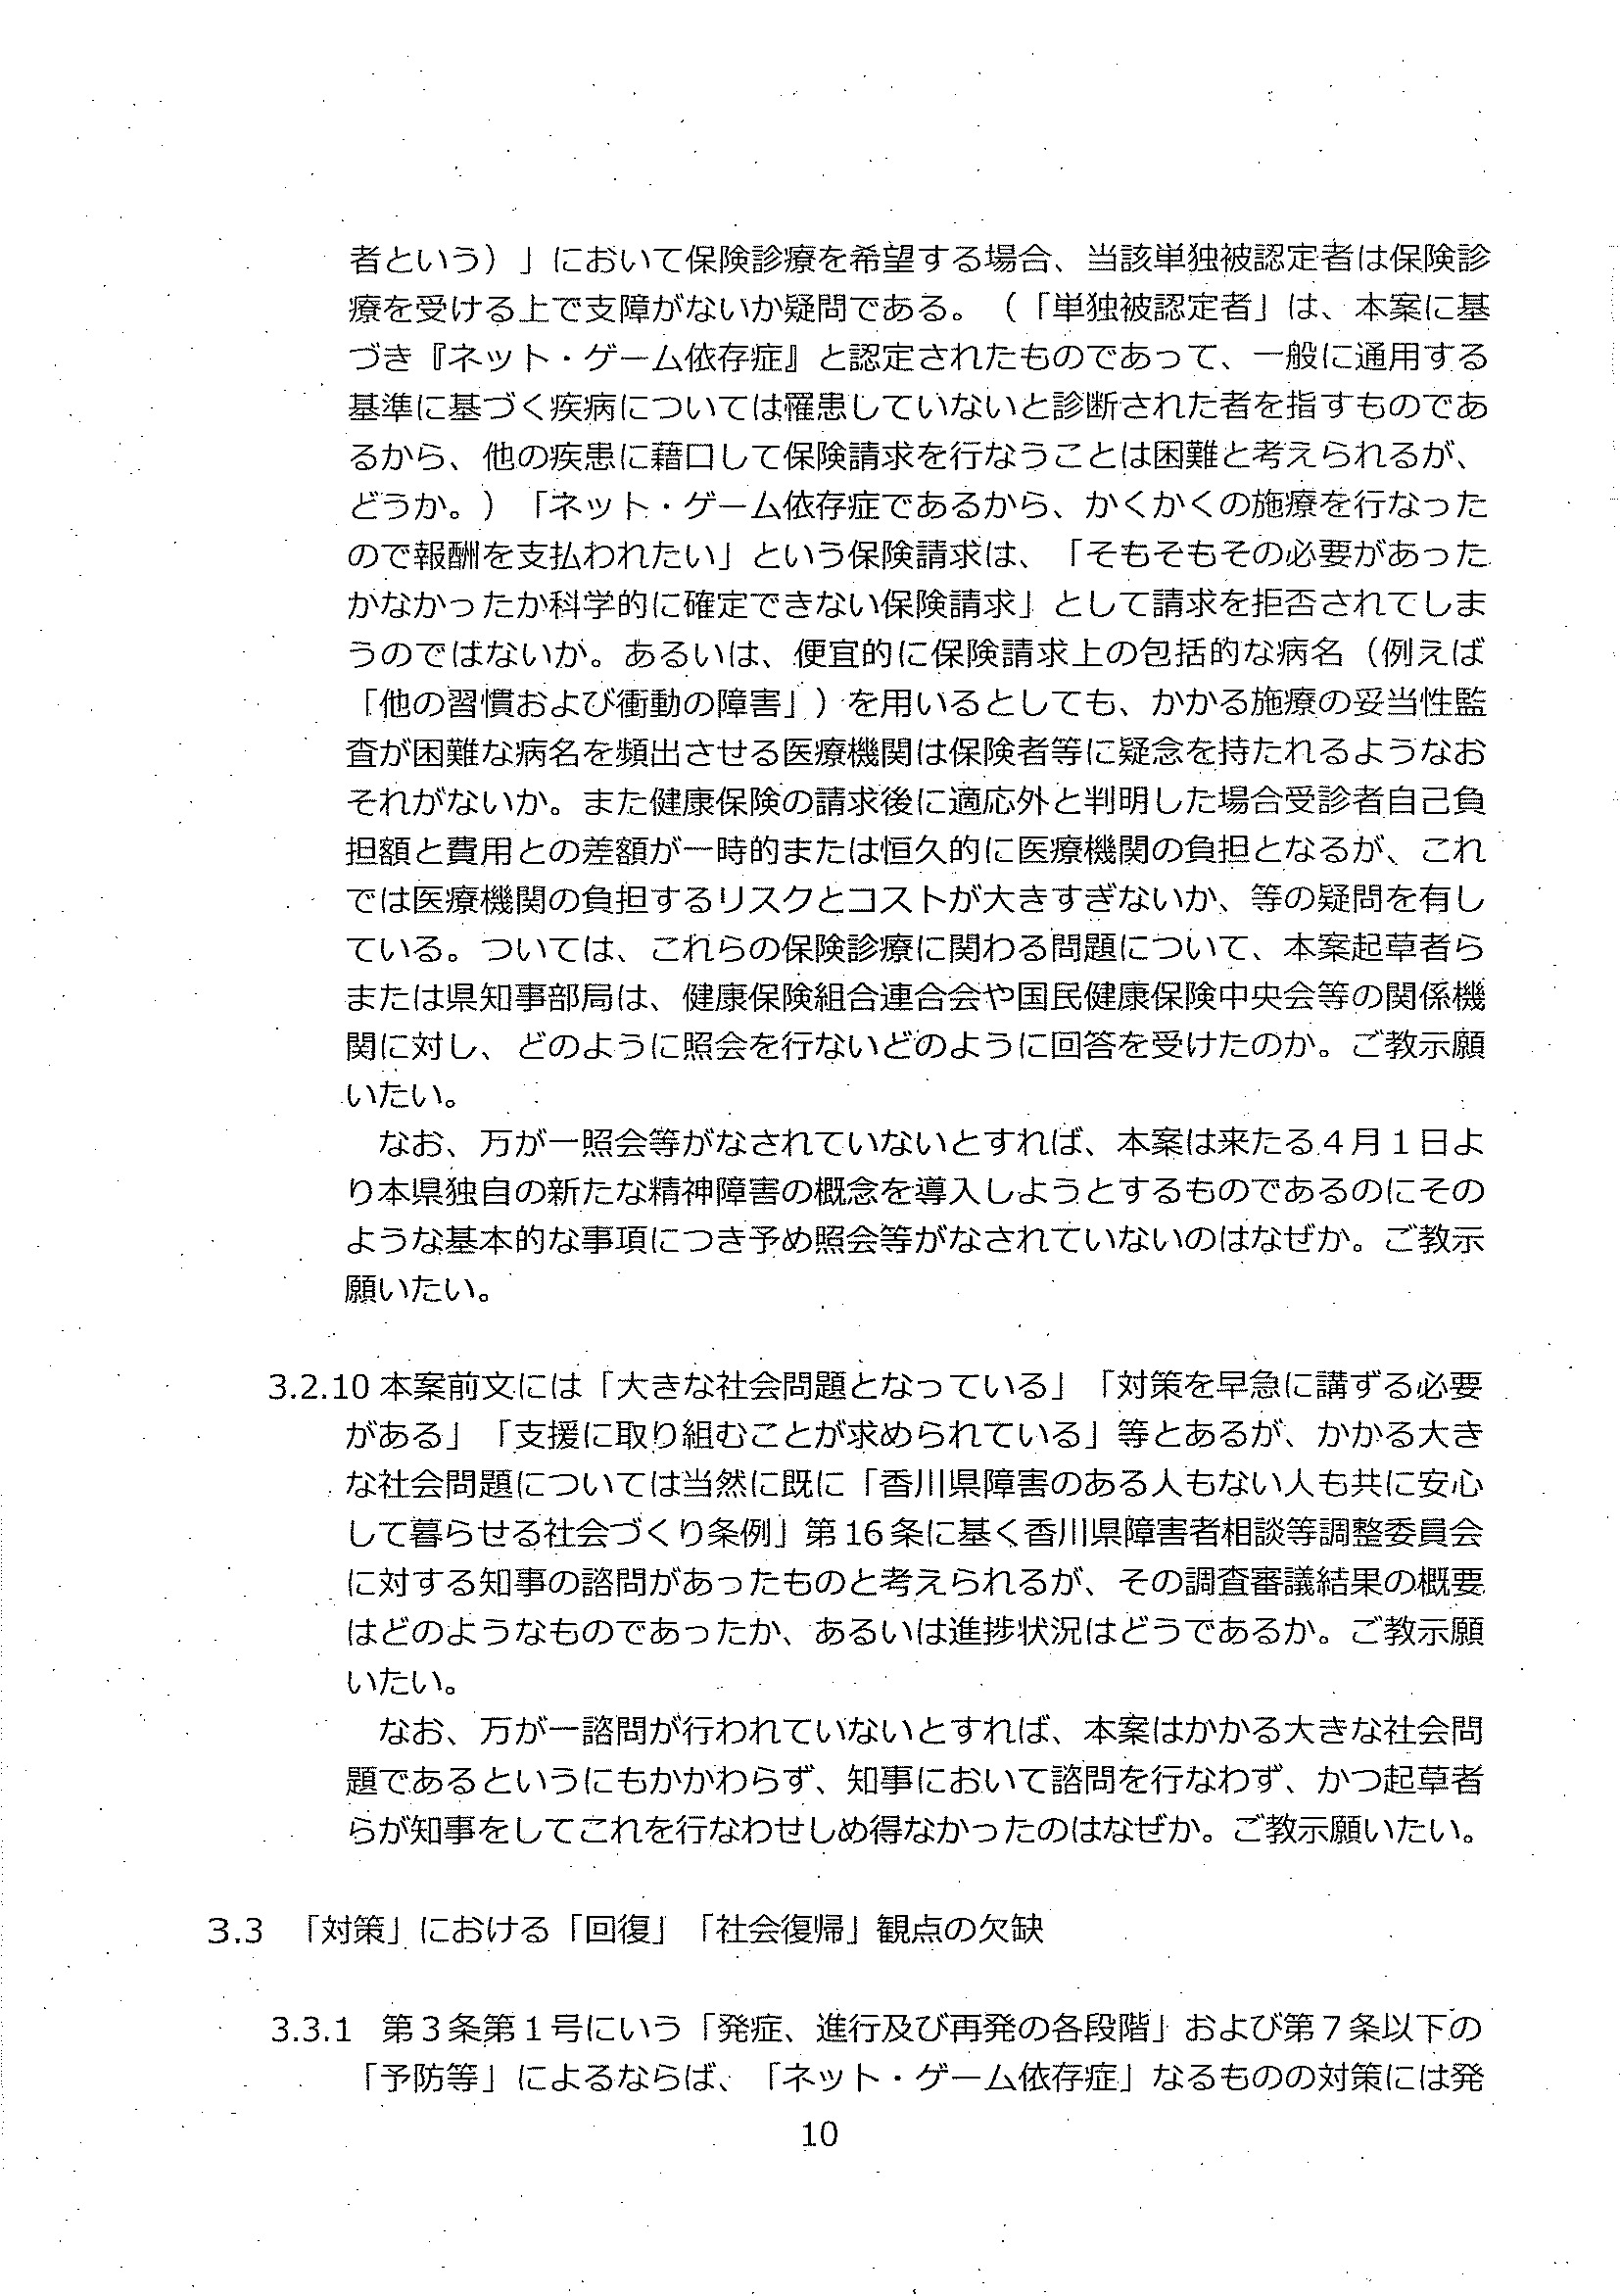 者という）」において保険診療を希望する場合、当該単独被認定者は保険診
療を受ける上で支障がないか疑問である。（「単独被認定者」は、本案に基
づき『ネット・ゲーム依存症』と認定されたものであって、一般に通用する
基準に基づく疾病については罹患していないと診断された者を指すものであ
るから、他の疾患に藉口して保険請求を行なうことは困難と考えられるが、
どうか。）「ネット・ゲーム依存症であるから、かくかくの施療を行なった
ので報酬を支払われたい」という保険請求は、「そもそもその必要があった
かなかったか科学的に確定できない保険請求」として請求を拒否されてしま
うのではないか。あるいは、便宜的に保険請求上の包括的な病名（例えば
「他の習慣および衝動の障害」）を用いるとしても、かかる施療の妥当性監
査が困難な病名を頻出させる医療機関は保険者等に疑念を持たれるようなお
それがないか。また健康保険の請求後に適応外と判明した場合受診者自己負
担額と費用との差額が一時的または恒久的に医療機関の負担となるが、これ
では医療機関の負担するリスクとコストが大きすぎないか、等の疑問を有し
ている。ついては、これらの保険診療に関わる問題について、本案起草者ら
または県知事部局は、健康保険組合連合会や国民健康保険中央会等の関係機
関に対し、どのように照会を行ないどのように回答を受けたのか。ご教示願
いたい。
なお、万が一照会等がなされていないとすれば、本案は来たる４月１日よ
り本県独自の新たな精神障害の概念を導入しようとするものであるのにその
ような基本的な事項につき予め照会等がなされていないのはなぜか。ご教示
願いたい。
3.2.10 本案前文には「大きな社会問題となっている」「対策を早急に講ずる必要
がある」「支援に取り組むことが求められている」等とあるが、かかる大き
な社会問題については当然に既に「香川県障害のある人もない人も共に安心
して暮らせる社会づくり条例」第 16 条に基く香川県障害者相談等調整委員会
に対する知事の諮問があったものと考えられるが、その調査審議結果の概要
はどのようなものであったか、あるいは進捗状況はどうであるか。ご教示願
いたい。
なお、万が一諮問が行われていないとすれば、本案はかかる大きな社会問
題であるというにもかかわらず、知事において諮問を行なわず、かつ起草者
らが知事をしてこれを行なわせしめ得なかったのはなぜか。ご教示願いたい。
3.3 「対策」における「回復」「社会復帰」観点の欠缺
3.3.1 第３条第１号にいう「発症、進行及び再発の各段階」および第７条以下の
「予防等」によるならば、「ネット・ゲーム依存症」なるものの対策には発
10